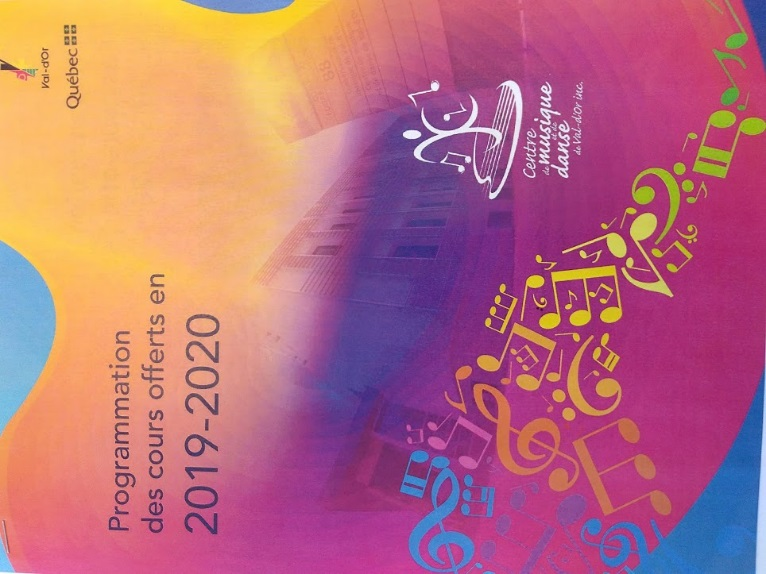 Programmation
des cours offerts en
2019-2020
Val-d'Or
Québec
Centre
de musique
et de
danse
de Val-d'Or inc.